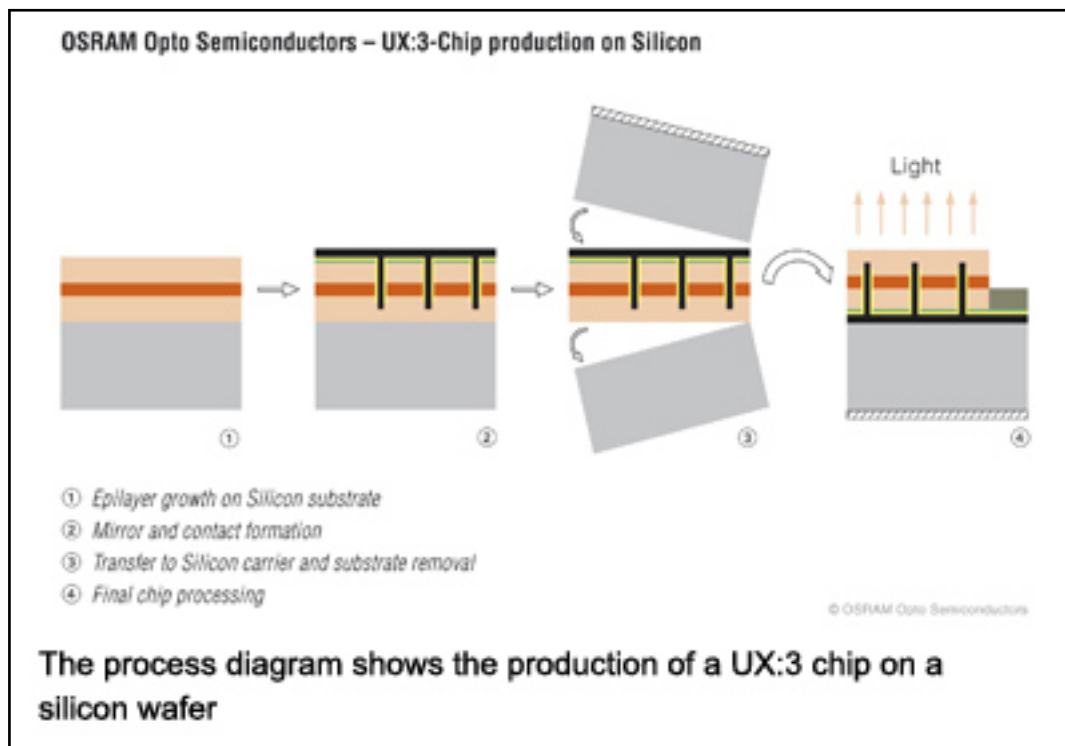 OSRAM Opto Semiconductors – UX:3-Chip production on Silicon
Light
① ② ③ ④
① Epilayer growth on Silicon substrate
② Mirror and contact formation
③ Transfer to Silicon carrier and substrate removal
④ Final chip processing
© OSRAM Opto Semiconductors
The process diagram shows the production of a UX:3 chip on a
silicon wafer